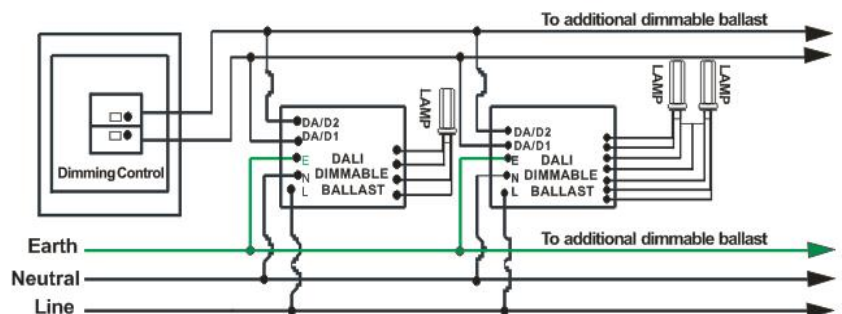 To additional dimmable ballast
Dimming Control
DA/D2
DA/D1
E
N
L
DALI
DIMMABLE
BALLAST
LAMP
DA/D2
DA/D1
E
N
L
DALI
DIMMABLE
BALLAST
LAMP
LAMP
Earth
To additional dimmable ballast
Neutral
Line